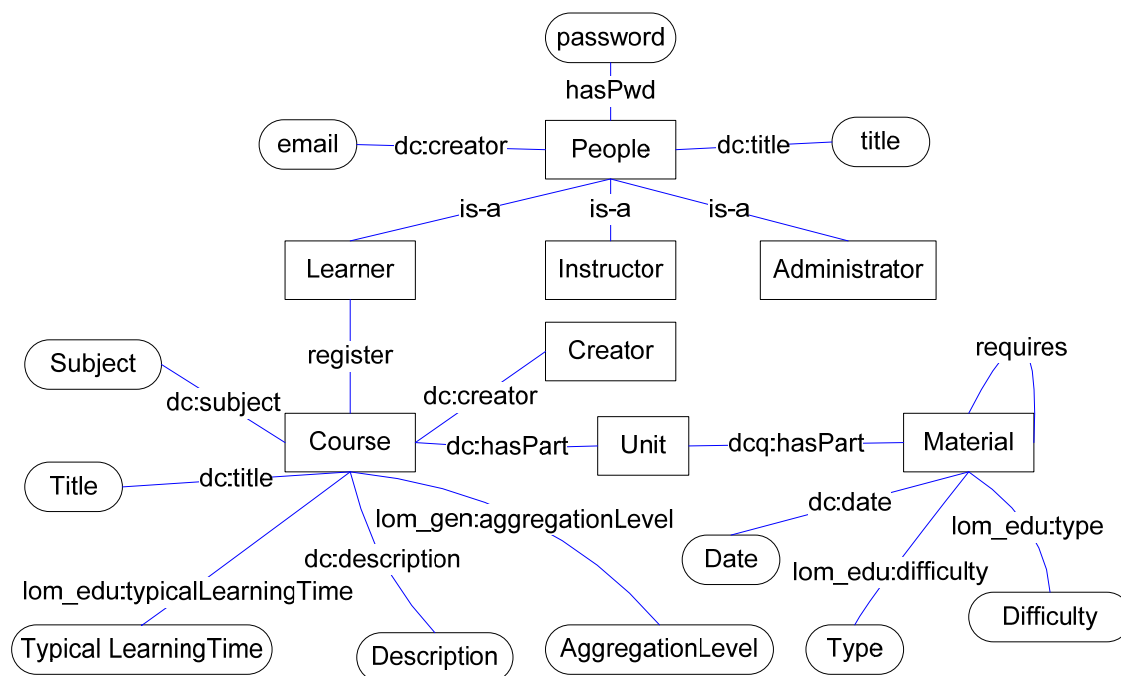 password
hasPwd
email
dc:creator
People
dc:title
title
is-a
is-a
is-a
Learner
Instructor
Administrator
Subject
register
Creator
requires
dc:subject
dc:creator
Course
dc:hasPart
Unit
dcq:hasPart
Material
Title
dc:title
lom_gen:aggregationLevel
dc:date
lom_edu:type
dc:description
Date
lom_edu:difficulty
lom_edu:typicalLearningTime
Difficulty
Typical LearningTime
Description
AggregationLevel
Type